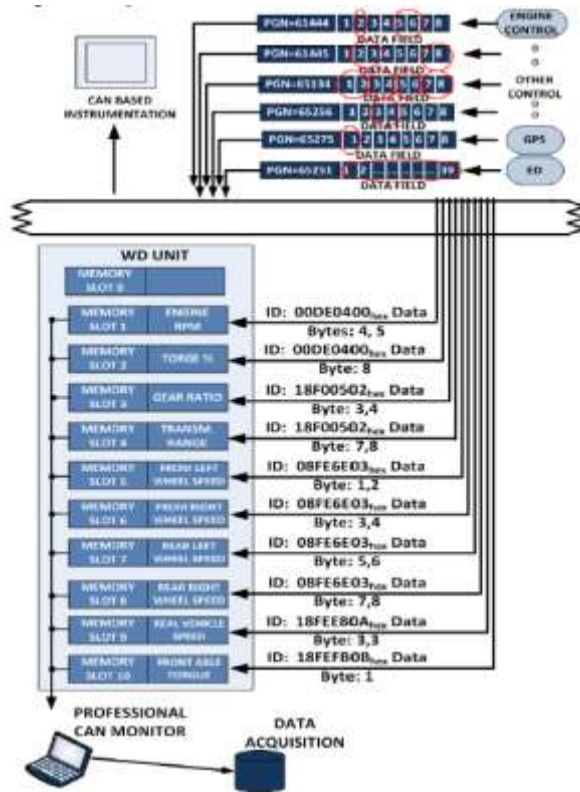 PGN=61444 1 2 3 4 5 6 7 8
DATA FIELD
ENGINE
CONTROL
PGN=61445 1 2 3 4 5 6 7 8
DATA FIELD
1 2 3 4 5 6 7 8
DATA FIELD
OTHER
CONTROL
PGN=65256 1 2 3 4 5 6 7 8
DATA FIELD
PGN=65275 1 2 3 4 5 6 7 8
DATA FIELD
GPS
PGN=65251 1 2
DATA FIELD
CAN BASED
INSTRUMENTATION
WD UNIT
MEMORY
SLOT 0
MEMORY
SLOT 1
ENGINE
RPM
ID: 00DE0400hex Data
Bytes: 4, 5
MEMORY
SLOT 2
TORGE %
ID: 00DE0400hex Data
Byte: 8
MEMORY
SLOT 3
GEAR RATIO
ID: 18F00502hex Data
Byte: 3,4
MEMORY
SLOT 4
TRANSM.
RANGE
ID: 18F00502hex Data
Byte: 7,8
MEMORY
SLOT 5
LEFT
WHEEL SPEED
ID: 08FE6E03hex Data
Byte: 1,2
MEMORY
SLOT 6
RIGHT
WHEEL SPEED
ID: 08FE6E03hex Data
Byte: 3,4
MEMORY
SLOT 7
REAR LEFT
WHEEL SPEED
ID: 08FE6E03hex Data
Byte: 5,6
MEMORY
SLOT 8
REAR RIGHT
WHEEL SPEED
ID: 08FE6E03hex Data
Byte: 7,8
MEMORY
SLOT 9
REAL VEHICLE
SPEED
ID: 18FEE80Ahex Data
Byte: 3,3
MEMORY
SLOT 10
FRONT AXLE
TORQUE
ID: 18FEFB0Bhex Data
Byte: 1
PROFESSIONAL
CAN MONITOR
DATA
ACQUISITION